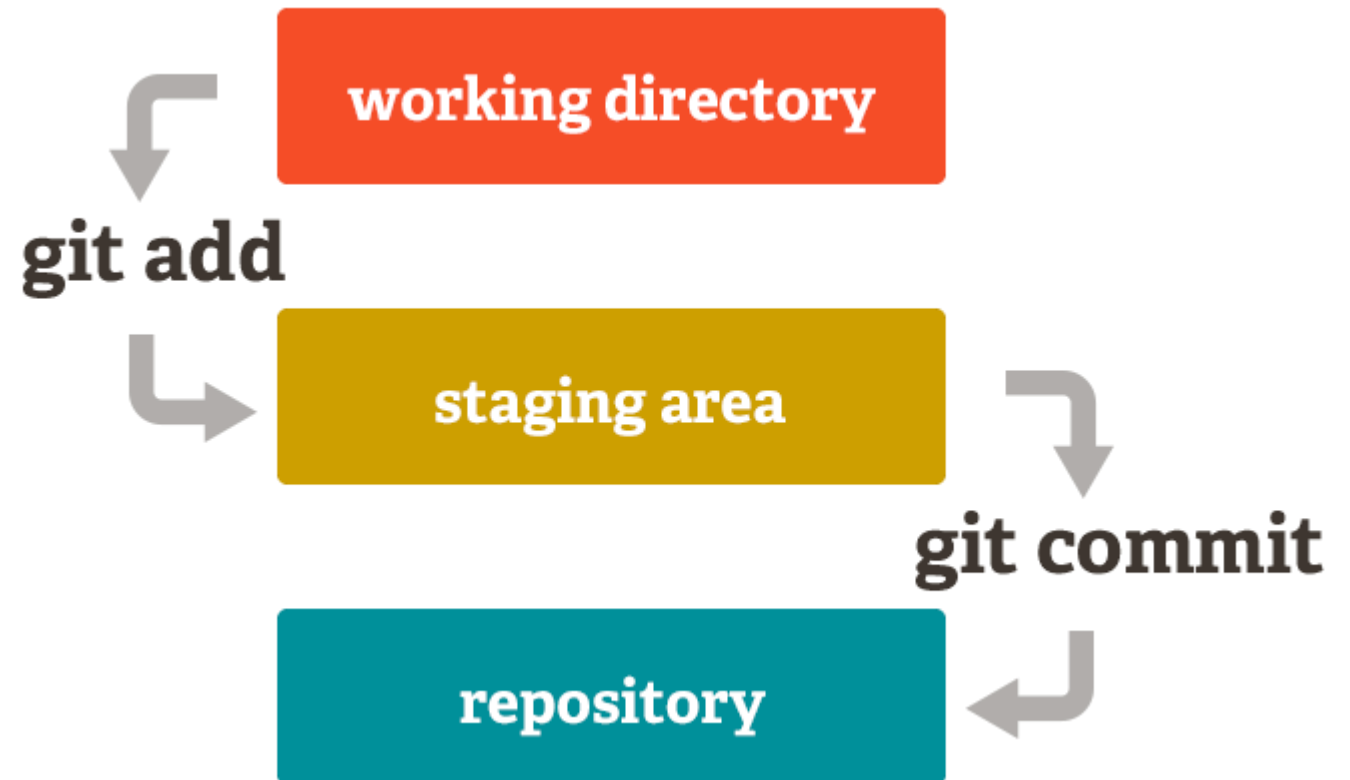 working directory
git add
staging area
git commit
repository